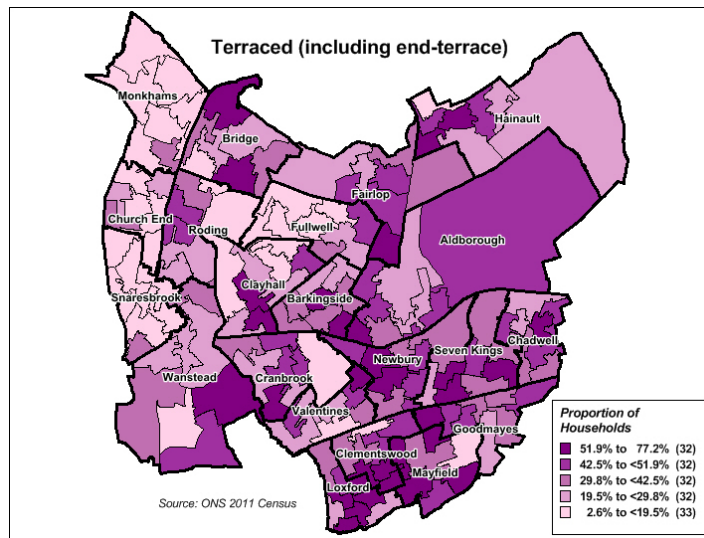 Terraced (including end-terrace)
Monkhams
Hainault
Bridge
Fairlop
Church End
Roding
Fullwell
Aldborough
Clayhall
Snaresbrook
Barkingside
Chadwell
Seven Kings
Newbury
Wanstead
Cranbrook
Valentines
Goodmayes
Clementswood
Mayfield
Loxford
Source: ONS 2011 Census
Proportion of
Households
51.9% to 77.2% (32)
42.5% to <51.9% (32)
29.8% to <42.5% (32)
19.5% to <29.8% (32)
2.6% to <19.5% (33)